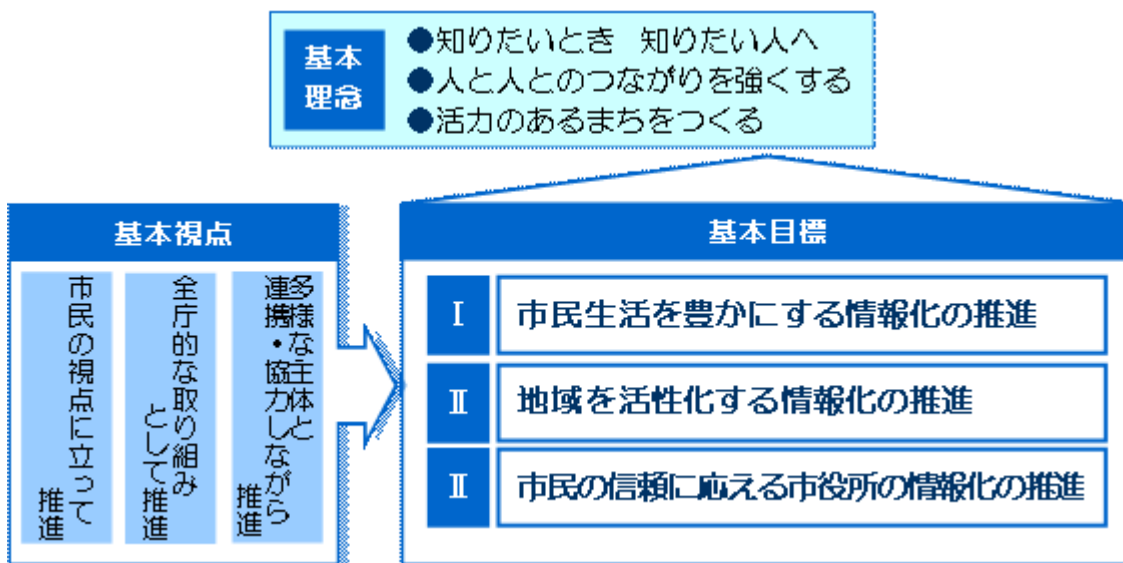 基本
理念
●知りたいとき 知りたい人へ
●人と人とのつながりを強くする
●活力のあるまちをつくる
基本視点
多様な主体と
連携・協力しながら
推進
全庁的な取り組み
として推進
市民の視点に立って
推進
基本目標
Ⅰ
市民生活を豊かにする情報化の推進
Ⅱ
地域を活性化する情報化の推進
Ⅱ
市民の信頼に応える市役所の情報化の推進